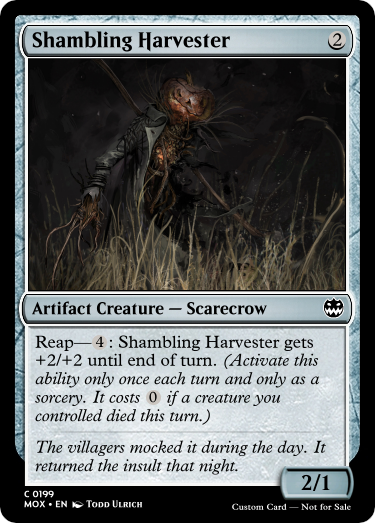 Shambling Harvester 2
Artifact Creature — Scarecrow
Reap—4: Shambling Harvester gets
+2/+2 until end of turn. (Activate this
ability only once each turn and only as a
sorcery. It costs 0 if a creature you
controlled died this turn.)
The villagers mocked it during the day. It
returned the insult that night.
2/1
C 0199
MOX • EN Todd Ulrich
Custom Card — Not for Sale